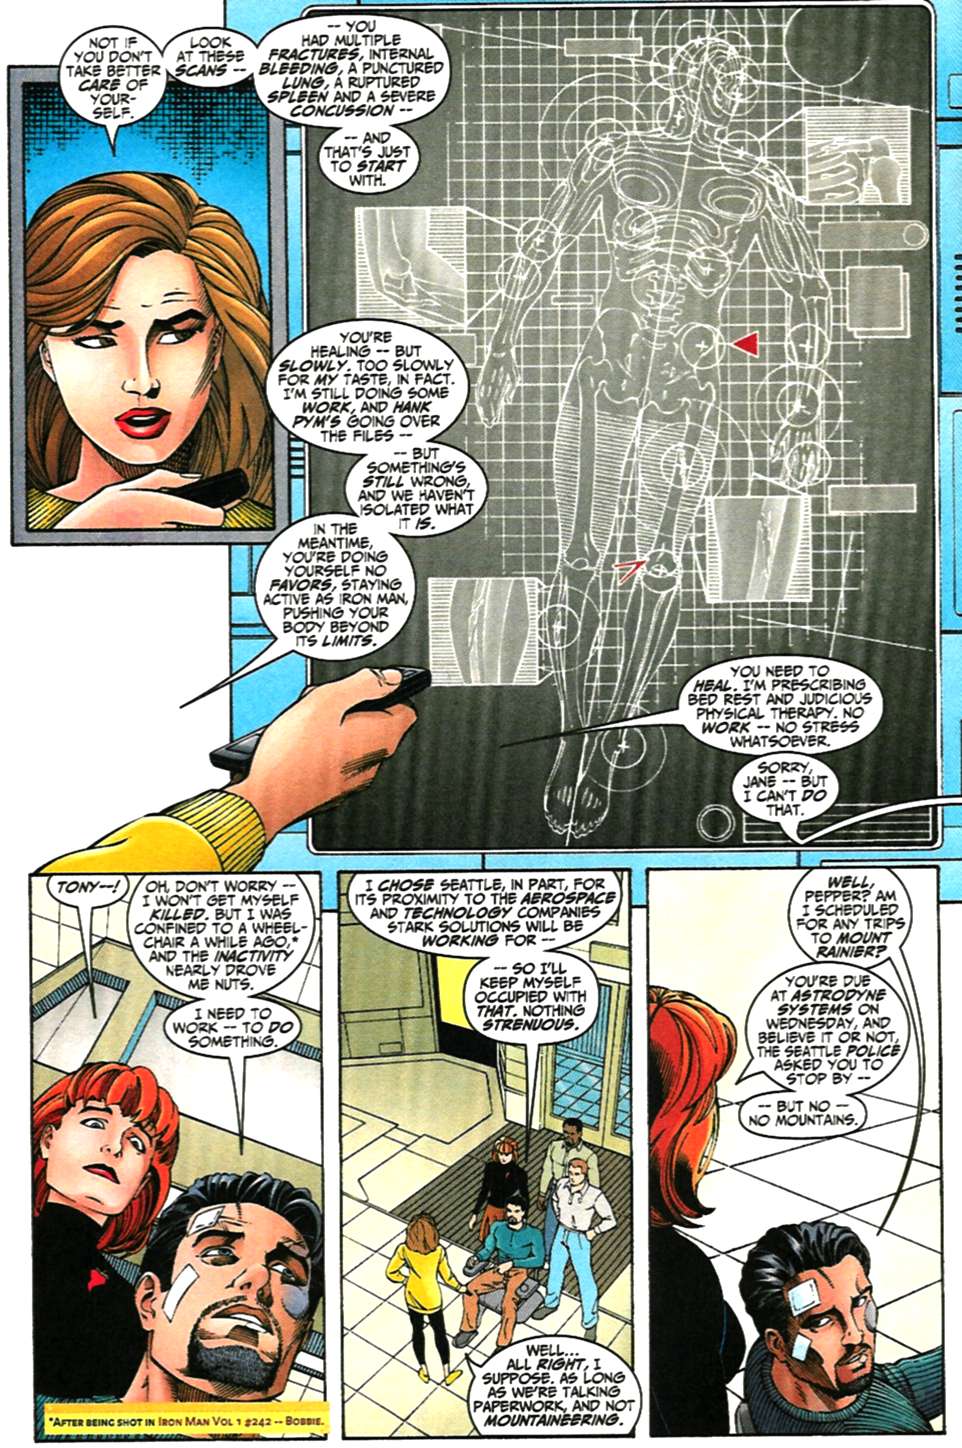 NOT IF
YOU DON'T
TAKE BETTER
CARE OF
YOUR-
SELF.
LOOK
AT THESE
SCANS --
-- YOU
HAD MULTIPLE
FRACTURES, INTERNAL
BLEEDING, A PUNCTURED
LUNG, A RUPTURED
SPLEEN AND A SEVERE
CONCUSSION --
-- AND
THAT'S JUST
TO START
WITH.
YOU'RE
HEALING -- BUT
SLOWLY. TOO SLOWLY
FOR MY TASTE, IN FACT.
I'M STILL DOING SOME
WORK, AND HANK
PYM'S GOING OVER
THE FILES --
-- BUT
SOMETHING'S
STILL WRONG,
AND WE HAVEN'T
ISOLATED WHAT
IT IS.
IN THE
MEANTIME,
YOU'RE DOING
YOURSELF NO
FAVORS, STAYING
ACTIVE AS IRON MAN,
PUSHING YOUR
BODY BEYOND
ITS LIMITS.
YOU NEED TO
HEAL. I'M PRESCRIBING
BED REST AND JUDICIOUS
PHYSICAL THERAPY. NO
WORK -- NO STRESS
WHATSOEVER.
SORRY,
JANE -- BUT
I CAN'T DO
THAT.
TONY--!
OH, DON'T WORRY --
I WON'T GET MYSELF
KILLED. BUT I WAS
CONFINED TO A WHEEL-
CHAIR A WHILE AGO,*
AND THE INACTIVITY
NEARLY DROVE
ME NUTS.
I NEED TO
WORK -- TO DO
SOMETHING.
*AFTER BEING SHOT IN IRON MAN VOL 1 #242 -- BOBBIE.
I CHOSE SEATTLE, IN PART, FOR
ITS PROXIMITY TO THE AEROSPACE
AND TECHNOLOGY COMPANIES
STARK SOLUTIONS WILL BE
WORKING FOR --
-- SO I'LL
KEEP MYSELF
OCCUPIED WITH
THAT. NOTHING
STRENUOUS.
WELL...
ALL RIGHT, I
SUPPOSE. AS LONG
AS WE'RE TALKING
PAPERWORK, AND NOT
MOUNTAINEERING.
WELL,
PEPPER? AM
I SCHEDULED
FOR ANY TRIPS
TO MOUNT
RAINIER?
YOU'RE DUE
AT ASTRODYNE
SYSTEMS ON
WEDNESDAY, AND
BELIEVE IT OR NOT,
THE SEATTLE POLICE
ASKED YOU TO
STOP BY --
-- BUT NO --
NO MOUNTAINS.